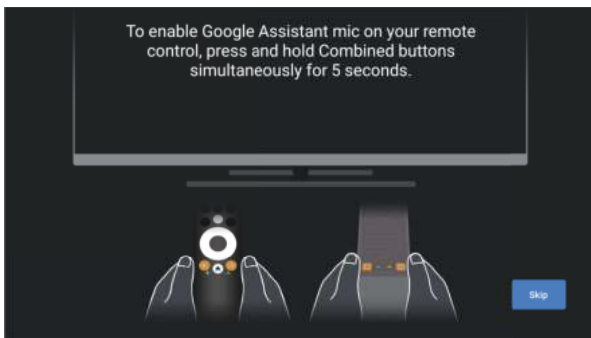 To enable Google Assistant mic on your remote
control, press and hold Combined buttons
simultaneously for 5 seconds.
Skip